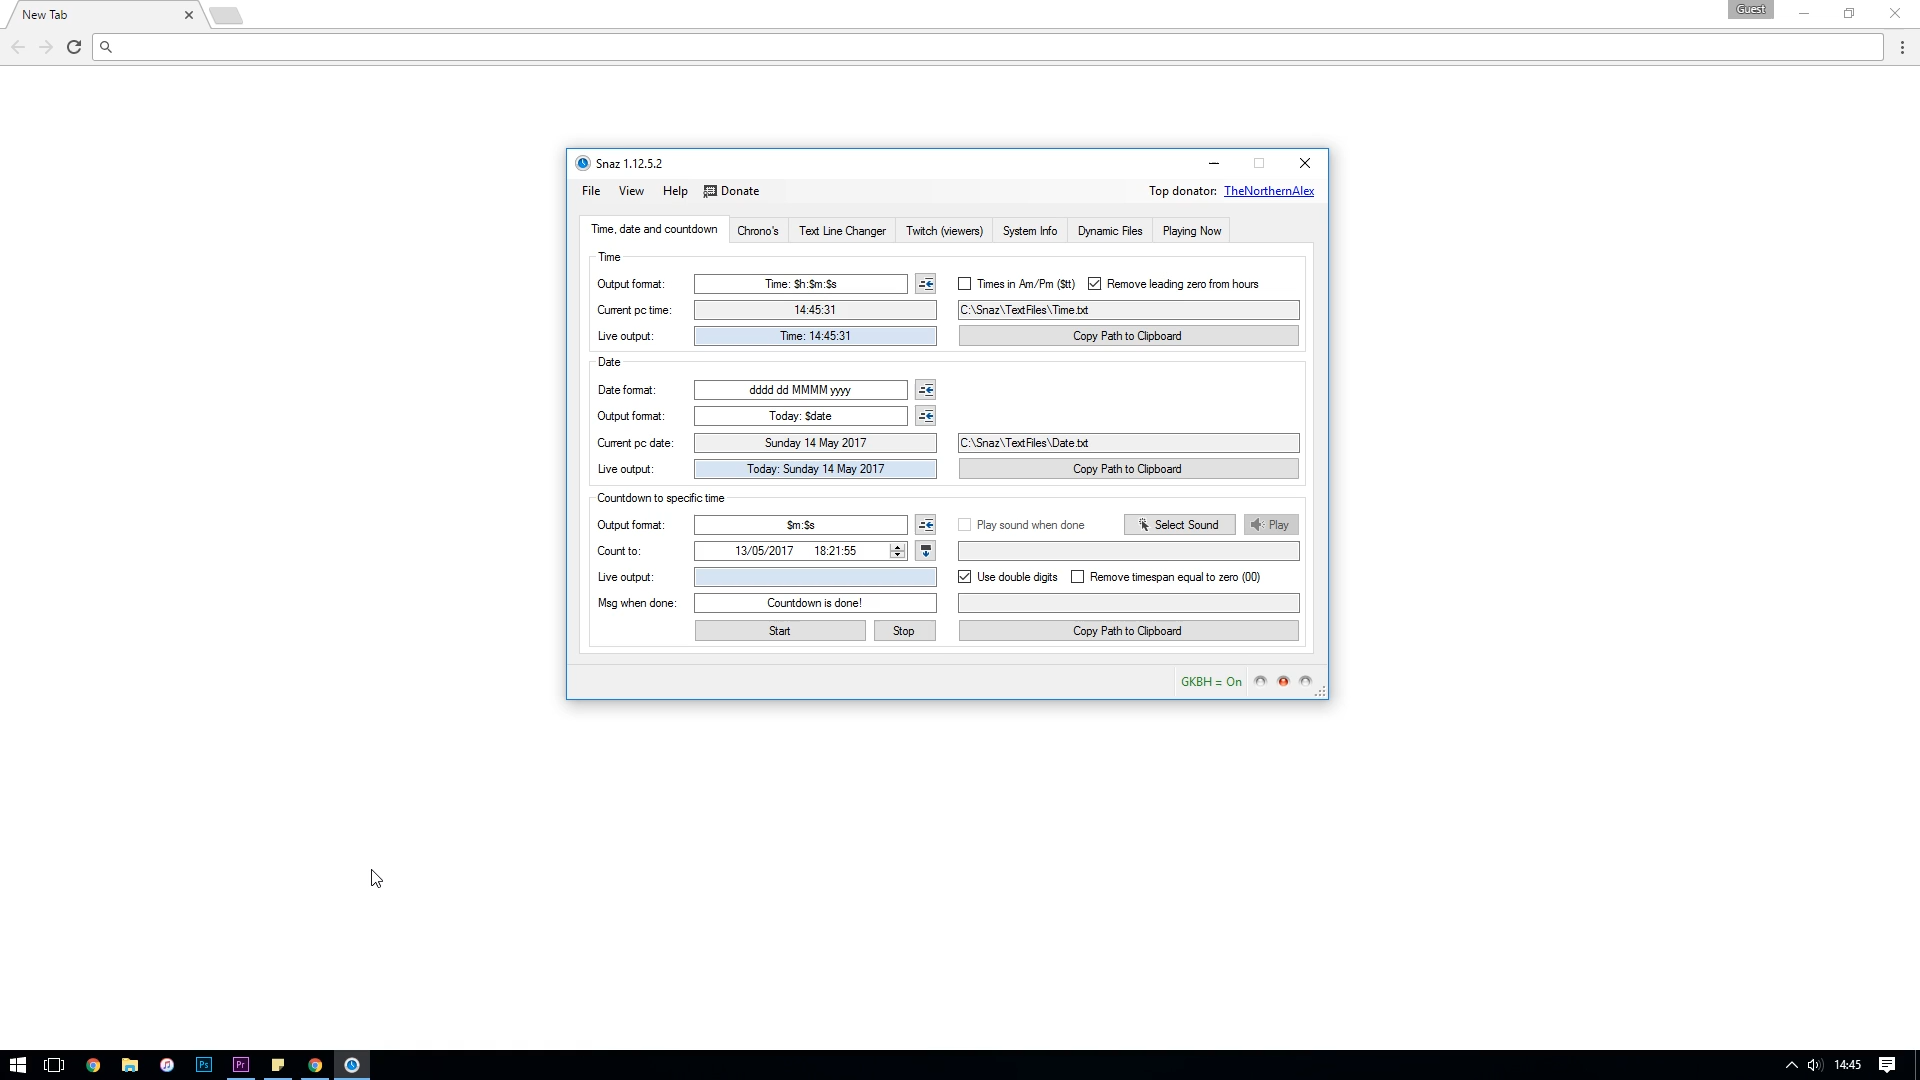 New Tab
Guest
Snaz 1.12.5.2
File View Help Donate Top donator: TheNorthernAlex
Time, date and countdown Chrono's Text Line Changer Twitch (viewers) System Info Dynamic Files Playing Now
Time
Output format: Time: $h:$m:$s Times in Am/Pm ($tt) Remove leading zero from hours
Current pc time: 14:45:31 C:\Snaz\TextFiles\Time.txt
Live output: Time: 14:45:31 Copy Path to Clipboard
Date
Date format: dddd dd MMMM yyyy
Output format: Today: $date
Current pc date: Sunday 14 May 2017 C:\Snaz\TextFiles\Date.txt
Live output: Today: Sunday 14 May 2017 Copy Path to Clipboard
Countdown to specific time
Output format: $m:$s Play sound when done Select Sound Play
Count to: 13/05/2017 18:21:55
Live output: Use double digits Remove timespan equal to zero (00)
Msg when done: Countdown is done!
Start Stop Copy Path to Clipboard
GKBH = On
Ps Pr 14:45